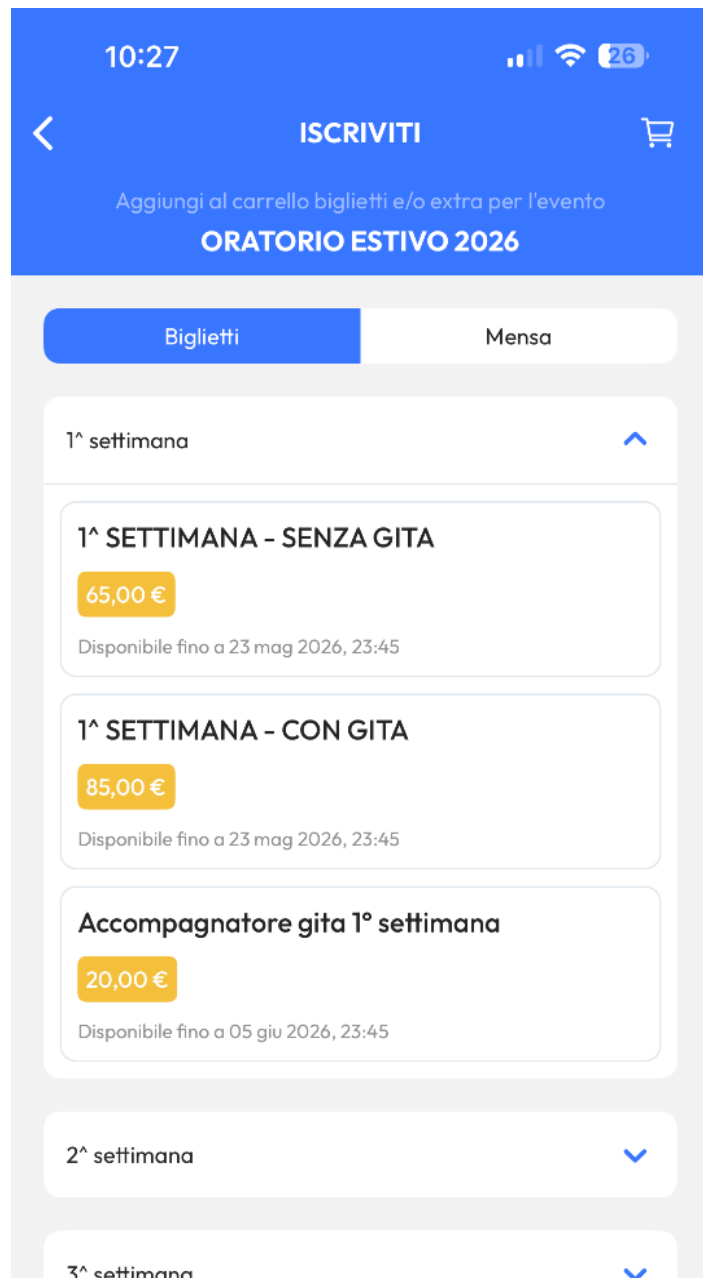 10:27
26
ISCRIVITI
Aggiungi al carrello biglietti e/o extra per l'evento
ORATORIO ESTIVO 2026
Biglietti
Mensa
1^ settimana
1^ SETTIMANA - SENZA GITA
65,00 €
Disponibile fino a 23 mag 2026, 23:45
1^ SETTIMANA - CON GITA
85,00 €
Disponibile fino a 23 mag 2026, 23:45
Accompagnatore gita 1° settimana
20,00 €
Disponibile fino a 05 giu 2026, 23:45
2^ settimana
3^ settimana